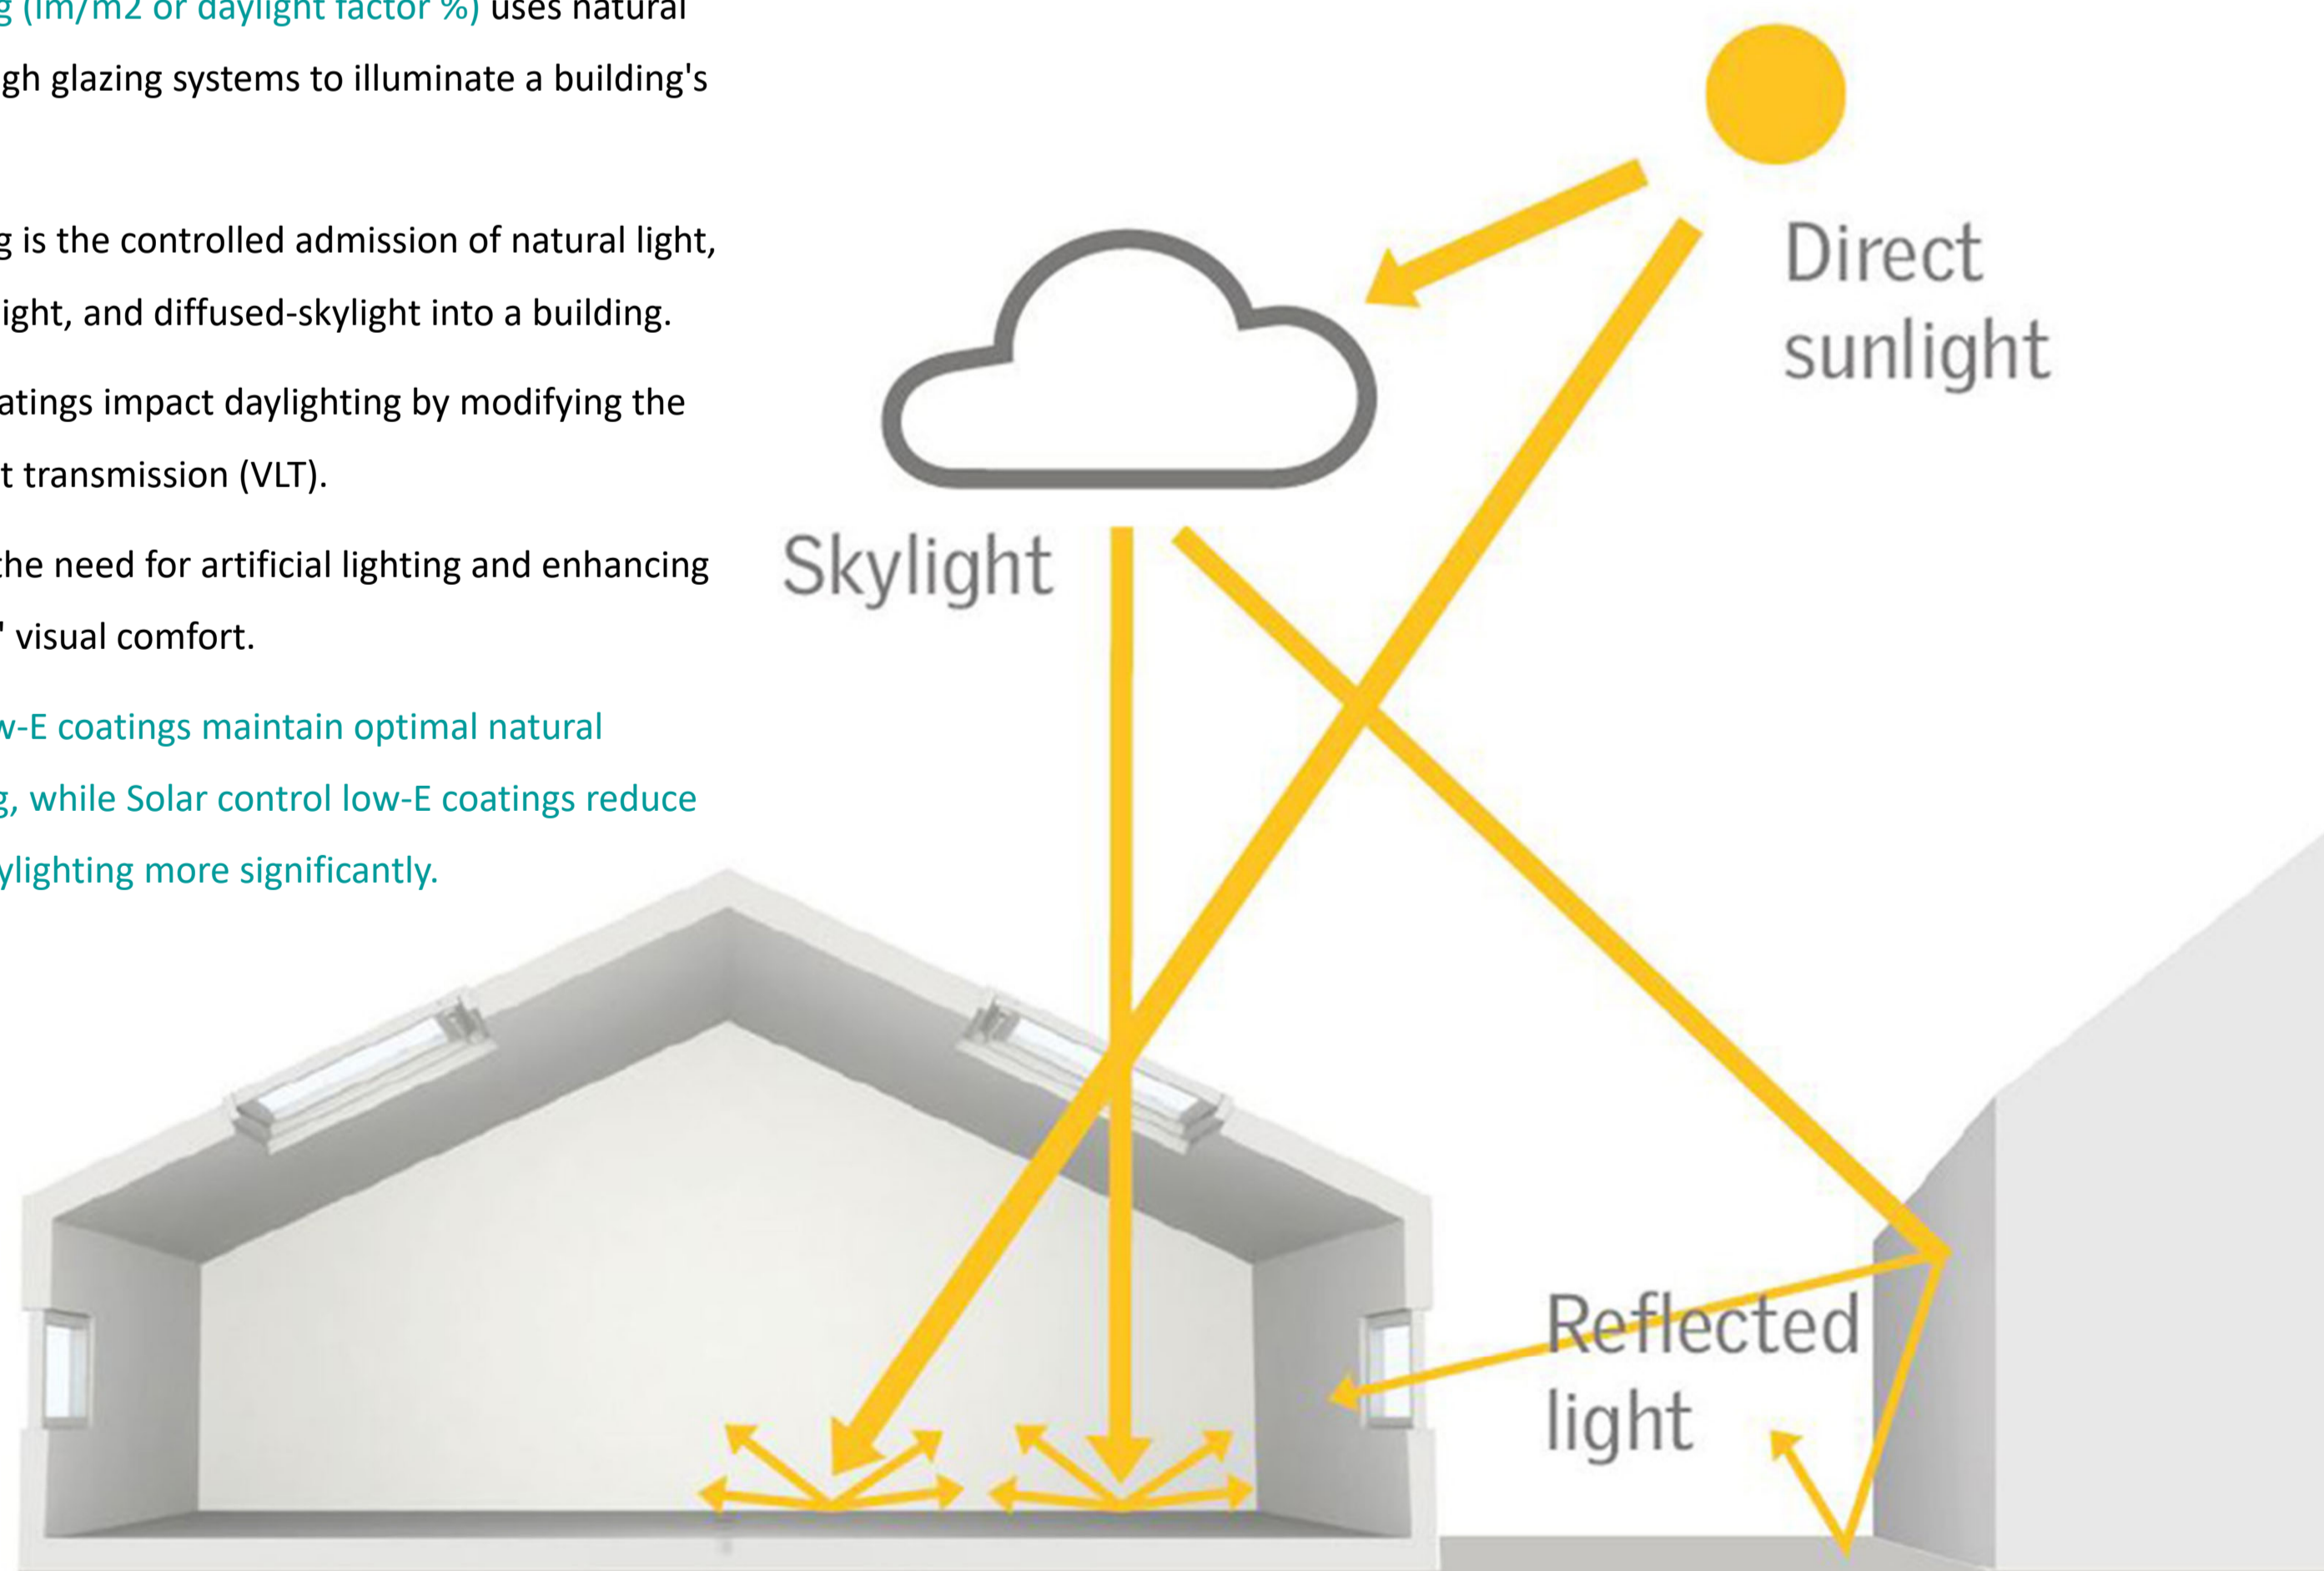 g (lm/m2 or daylight factor %) uses natural
gh glazing systems to illuminate a building's
g is the controlled admission of natural light,
ight, and diffused-skylight into a building.
atings impact daylighting by modifying the
t transmission (VLT).
the need for artificial lighting and enhancing
' visual comfort.
w-E coatings maintain optimal natural
g, while Solar control low-E coatings reduce
ylighting more significantly.
Direct
sunlight
Skylight
Reflected
light